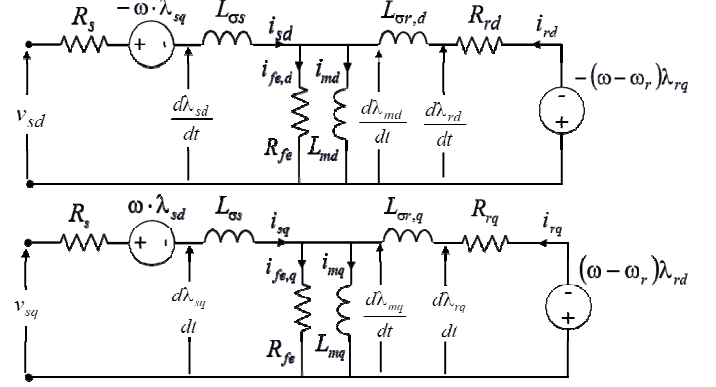 R_s −ω·λ_sq L_σs i_sd L_σr,d R_rd i_rd
+ -
i_fe,d i_md
−(ω−ω_r)λ_rq
-
+
v_sd
dλ_sd/dt
R_fe L_md
dλ_md/dt
dλ_rd/dt
R_s ω·λ_sd L_σs i_sq L_σr,q R_rq i_rq
+ -
i_fe,q i_mq
(ω−ω_r)λ_rd
-
+
v_sq
dλ_sq/dt
R_fe L_mq
dλ_mq/dt
dλ_rq/dt